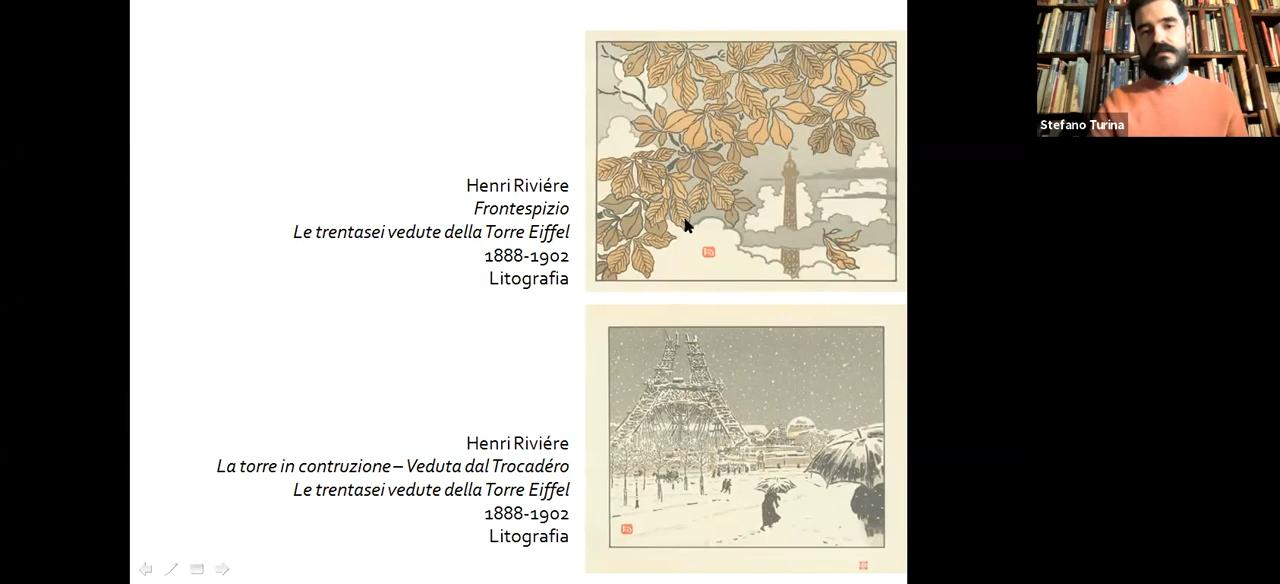 Henri Riviére
Frontespizio
Le trentasei vedute della Torre Eiffel
1888-1902
Litografia
Henri Riviére
La torre in contruzione – Veduta dal Trocadéro
Le trentasei vedute della Torre Eiffel
1888-1902
Litografia
Stefano Turina